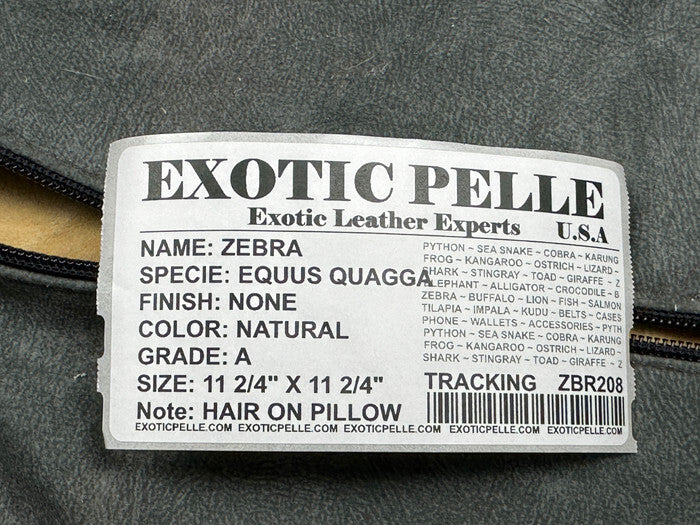 EXOTIC PELLE
Exotic Leather Experts U.S.A
NAME: ZEBRA
SPECIE: EQUUS QUAGGA
FINISH: NONE
COLOR: NATURAL
GRADE: A
SIZE: 11 2/4" X 11 2/4"
Note: HAIR ON PILLOW
PYTHON ~ SEA SNAKE ~ COBRA ~ KARUNG
FROG ~ KANGAROO ~ OSTRICH ~ LIZARD ~
SHARK ~ STINGRAY ~ TOAD ~ GIRAFFE ~ Z
ELEPHANT ~ ALLIGATOR ~ CROCODILE ~ B
ZEBRA ~ BUFFALO ~ LION ~ FISH ~ SALMON
TILAPIA ~ IMPALA ~ KUDU ~ BELTS ~ CASES
PHONE ~ WALLETS ~ ACCESSORIES ~ PYTH
PYTHON ~ SEA SNAKE ~ COBRA ~ KARUNG
FROG ~ KANGAROO ~ OSTRICH ~ LIZARD ~
SHARK ~ STINGRAY ~ TOAD ~ GIRAFFE ~ Z
TRACKING ZBR208
EXOTICPELLE.COM EXOTICPELLE.COM EXOTICPELLE.COM EXOTICPELLE.COM EXOTICPELLE.COM